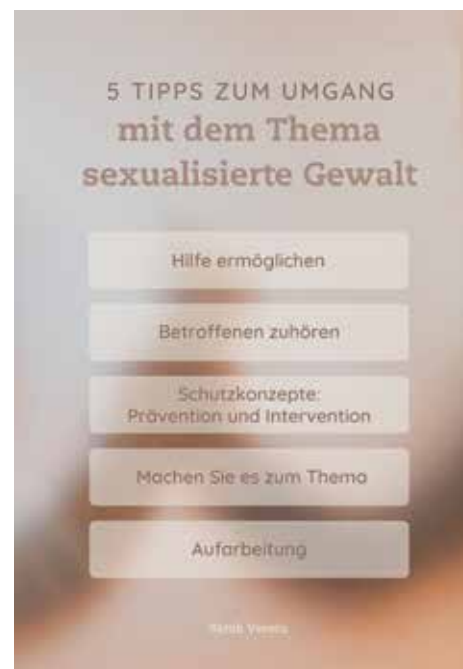 5 TIPPS ZUM UMGANG
mit dem Thema
sexualisierte Gewalt
Hilfe ermöglichen
Betroffenen zuhören
Schutzkonzepte:
Prävention und Intervention
Machen Sie es zum Thema
Aufarbeitung